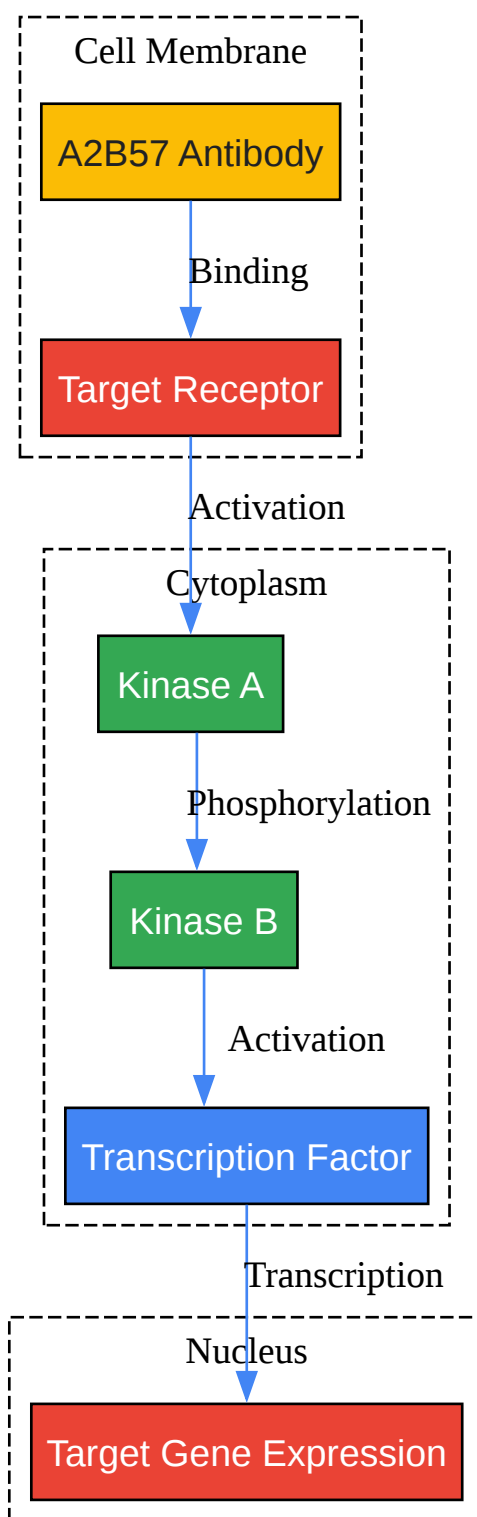 Cell Membrane
A2B57 Antibody
Binding
Target Receptor
Activation
Cytoplasm
Kinase A
Phosphorylation
Kinase B
Activation
Transcription Factor
Transcription
Nucleus
Target Gene Expression